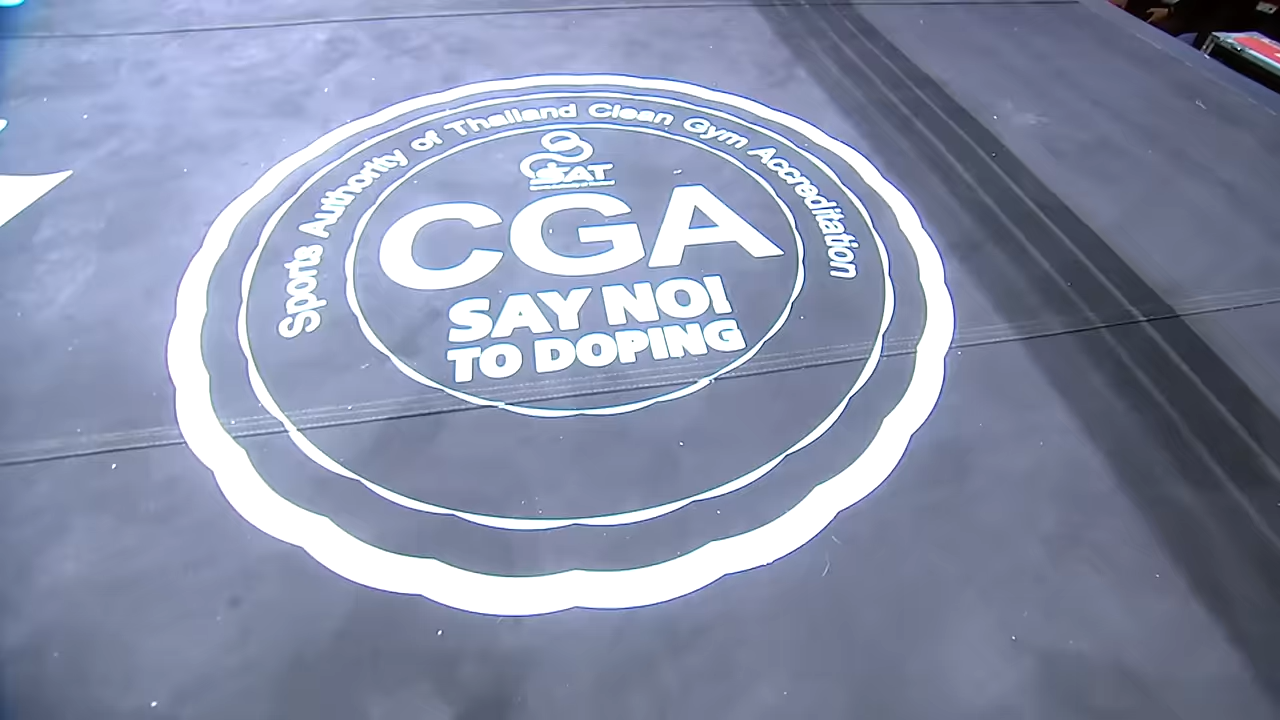 Sports Authority of Thailand Clean Gym Accreditation
SAT
CGA
SAY NO!
TO DOPING